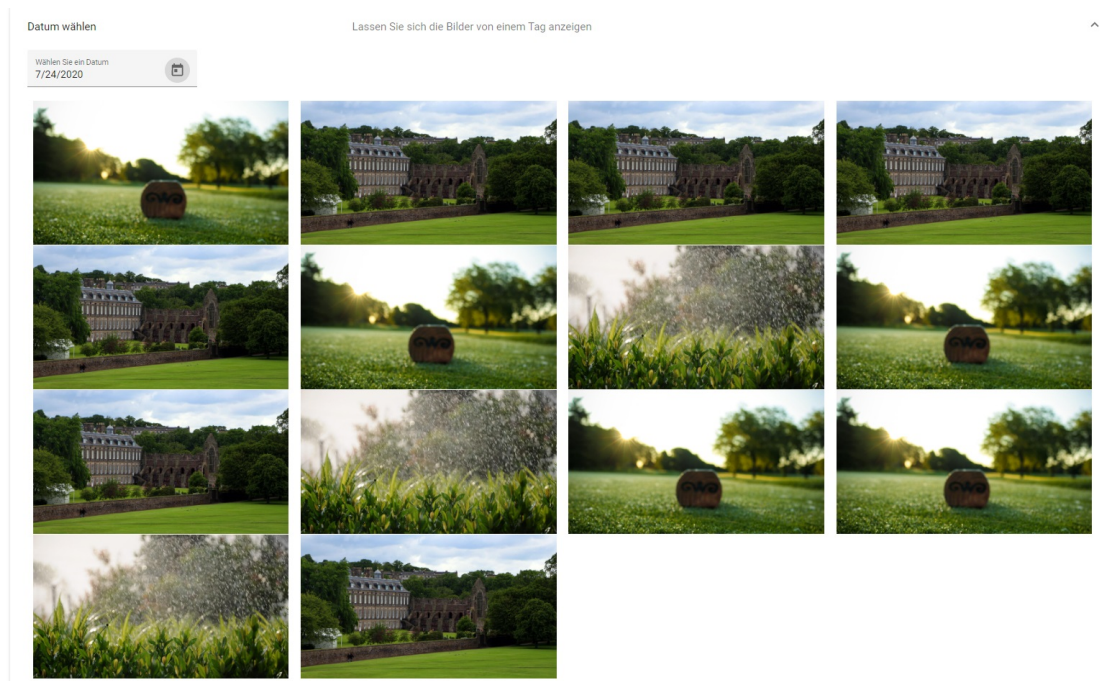 Datum wählen
Lassen Sie sich die Bilder von einem Tag anzeigen
Wählen Sie ein Datum
7/24/2020